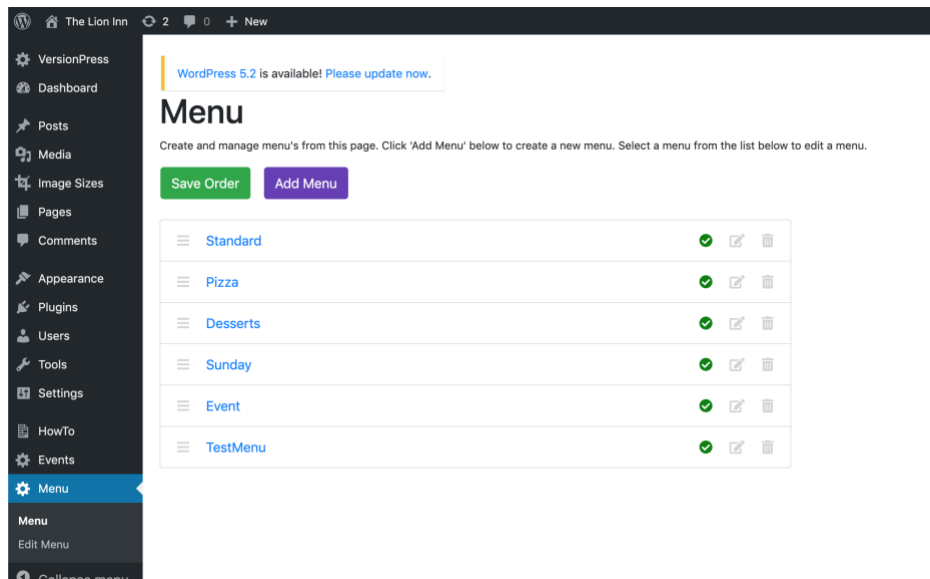 The Lion Inn 2 0 New
VersionPress
Dashboard
Posts
Media
Image Sizes
Pages
Comments
Appearance
Plugins
Users
Tools
Settings
HowTo
Events
Menu
Menu
Edit Menu
Collapse menu
WordPress 5.2 is available! Please update now.
Menu
Create and manage menu's from this page. Click 'Add Menu' below to create a new menu. Select a menu from the list below to edit a menu.
Save Order Add Menu
Standard
Pizza
Desserts
Sunday
Event
TestMenu